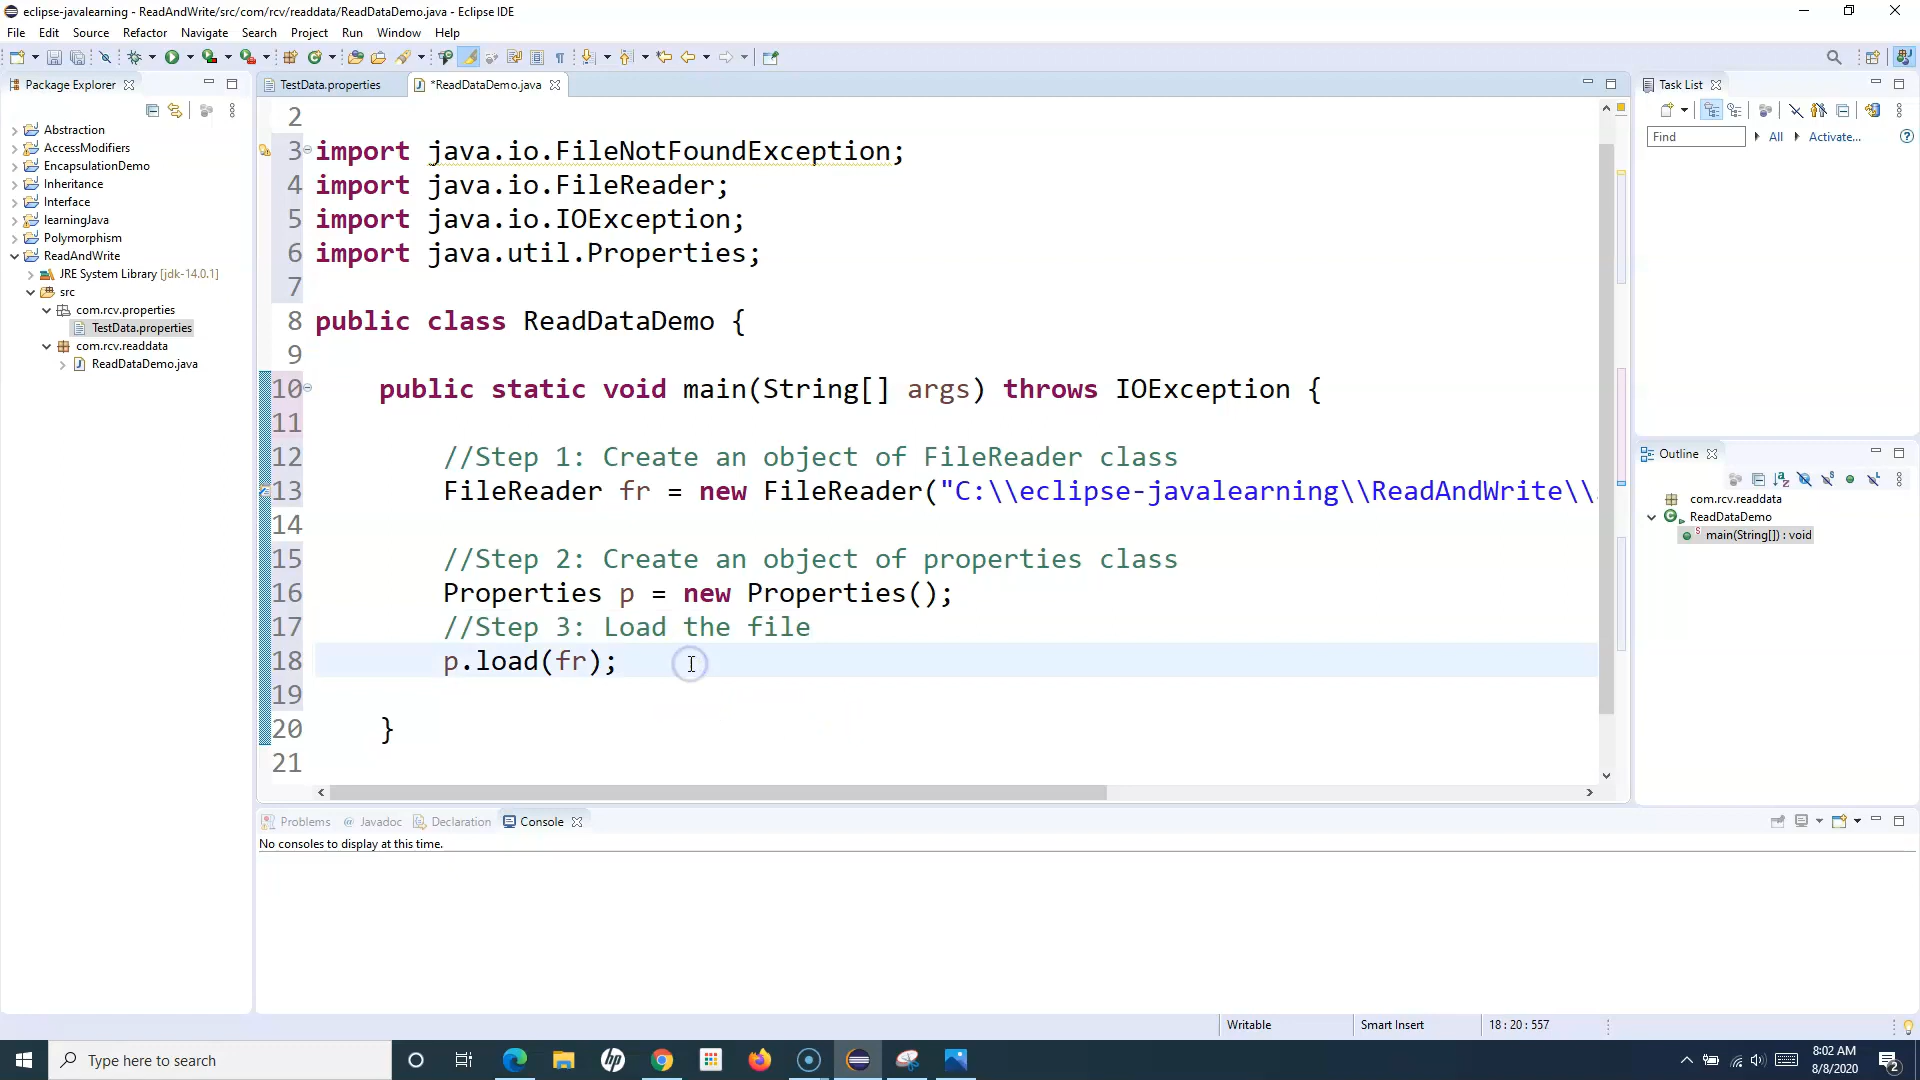 eclipse-javalearning - ReadAndWrite/src/com/rcv/readdata/ReadDataDemo.java - Eclipse IDE
File Edit Source Refactor Navigate Search Project Run Window Help
Package Explorer
Abstraction
AccessModifiers
EncapsulationDemo
Inheritance
Interface
learningJava
Polymorphism
ReadAndWrite
JRE System Library [jdk-14.0.1]
src
com.rcv.properties
TestData.properties
com.rcv.readdata
ReadDataDemo.java
TestData.properties *ReadDataDemo.java
2
3 import java.io.FileNotFoundException;
4 import java.io.FileReader;
5 import java.io.IOException;
6 import java.util.Properties;
7
8 public class ReadDataDemo {
9
10 public static void main(String[] args) throws IOException {
11
12 //Step 1: Create an object of FileReader class
13 FileReader fr = new FileReader("C:\\eclipse-javalearning\\ReadAndWrite\\
14
15 //Step 2: Create an object of properties class
16 Properties p = new Properties();
17 //Step 3: Load the file
18 p.load(fr);
19
20 }
21
Task List
Find All Activate...
Outline
com.rcv.readdata
ReadDataDemo
main(String[]) : void
Problems Javadoc Declaration Console
No consoles to display at this time.
Writable Smart Insert 18 : 20 : 557
Type here to search
8:02 AM
8/8/2020
2